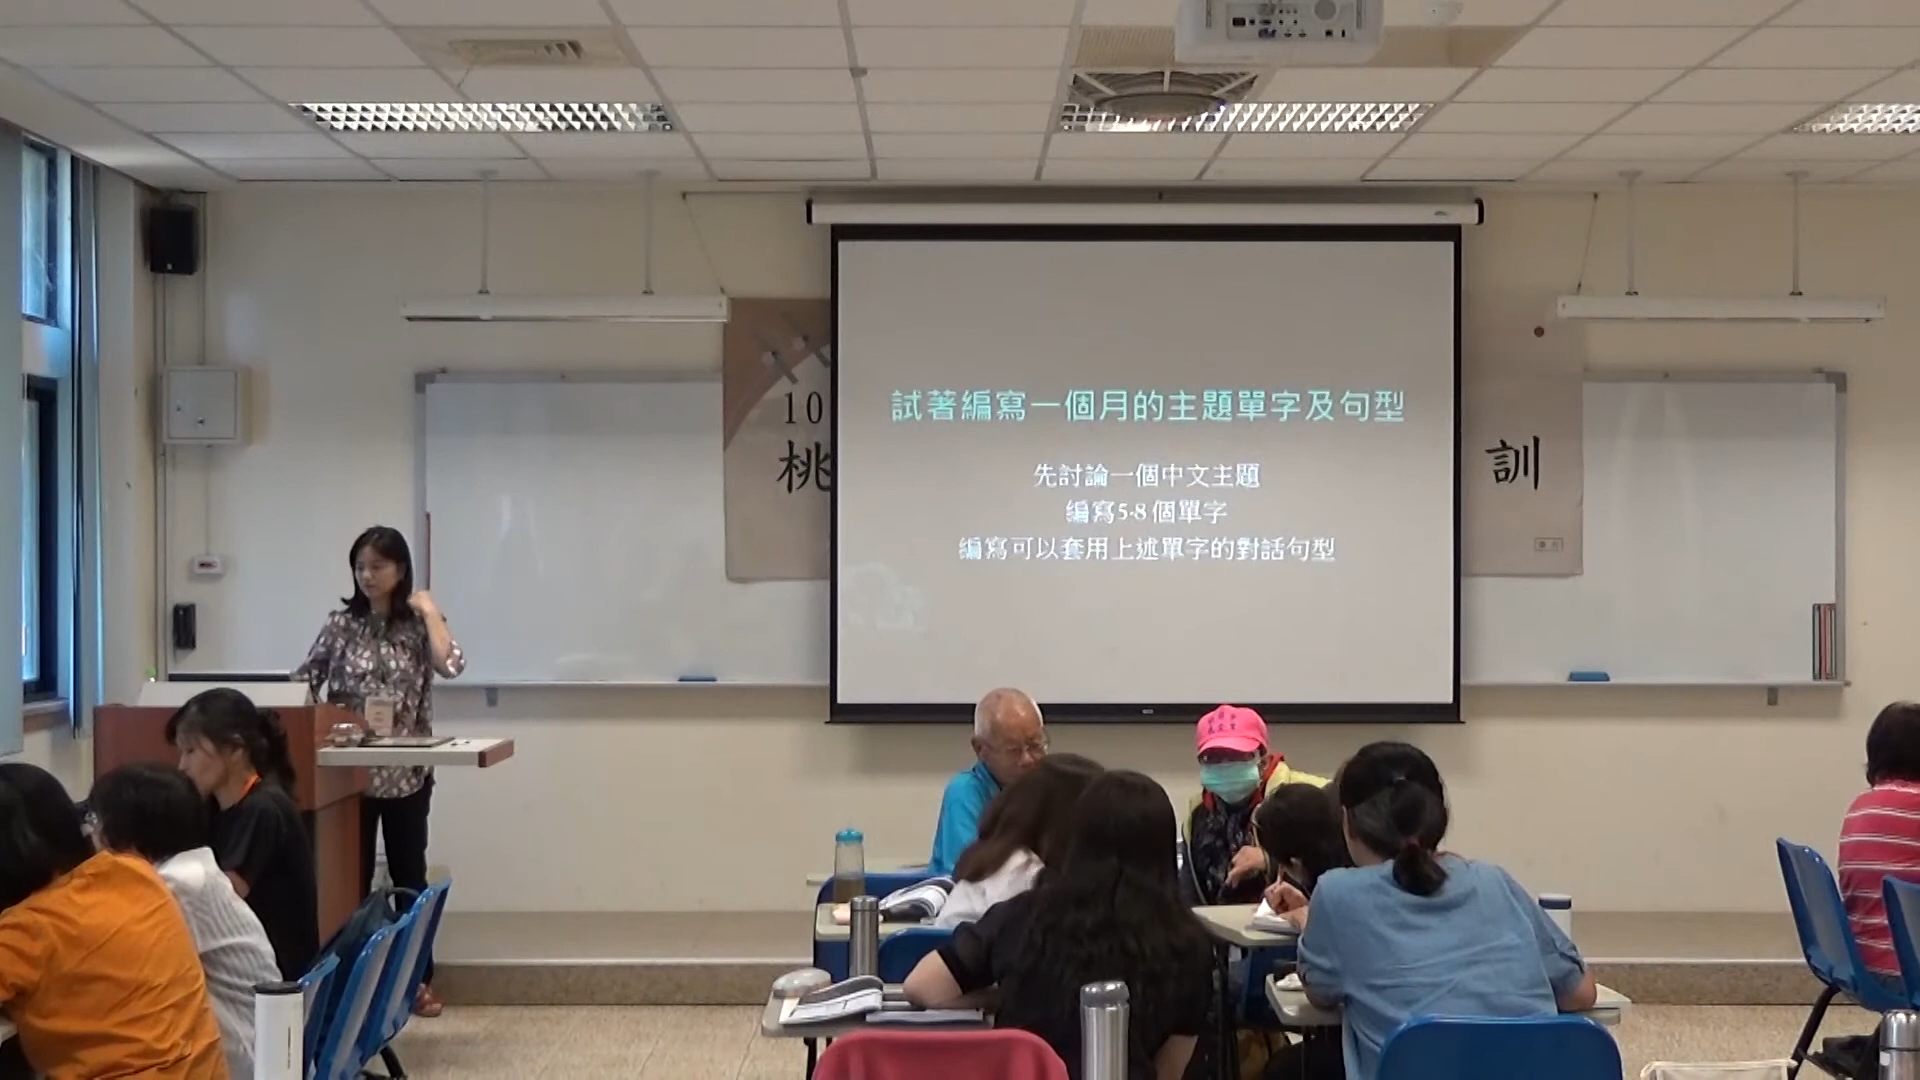 試著編寫一個月的主題單字及句型
先討論一個中文主題
編寫5-8個單字
編寫可以套用上述單字的對話句型
10
桃
訓